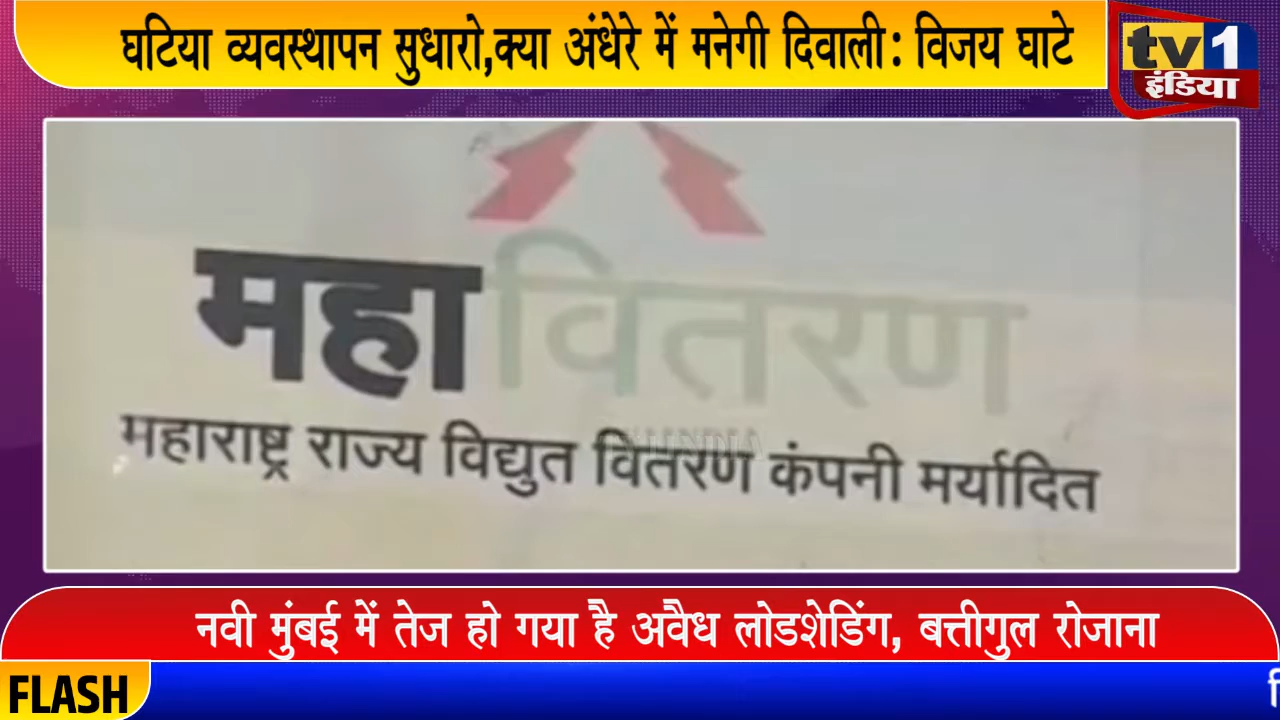 घटिया व्यवस्थापन सुधारो,क्या अंधेरे में मनेगी दिवाली: विजय घाटे
tv1
इंडिया
महावितरण
महाराष्ट्र राज्य विद्युत वितरण कंपनी मर्यादित
नवी मुंबई में तेज हो गया है अवैध लोडशेडिंग, बत्तीगुल रोजाना
FLASH